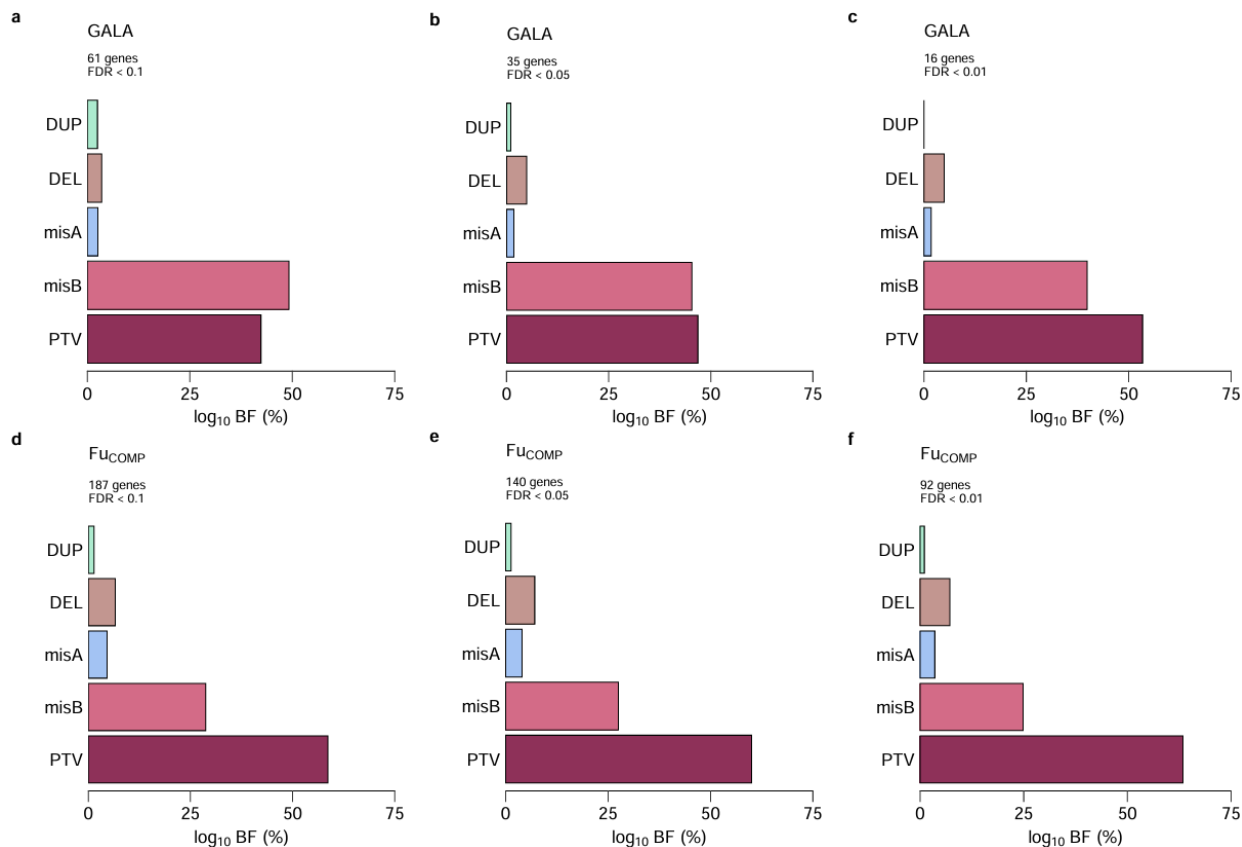 a
GALA
61 genes
FDR < 0.1
DUP
DEL
misA
misB
PTV
0 25 50 75
log₁₀ BF (%)
b
GALA
35 genes
FDR < 0.05
DUP
DEL
misA
misB
PTV
0 25 50 75
log₁₀ BF (%)
c
GALA
16 genes
FDR < 0.01
DUP
DEL
misA
misB
PTV
0 25 50 75
log₁₀ BF (%)
d
Fu_COMP
187 genes
FDR < 0.1
DUP
DEL
misA
misB
PTV
0 25 50 75
log₁₀ BF (%)
e
Fu_COMP
140 genes
FDR < 0.05
DUP
DEL
misA
misB
PTV
0 25 50 75
log₁₀ BF (%)
f
Fu_COMP
92 genes
FDR < 0.01
DUP
DEL
misA
misB
PTV
0 25 50 75
log₁₀ BF (%)